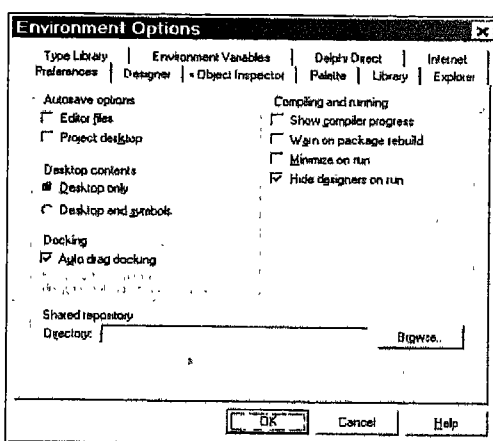 Environment Options
Type Library Environment Variables Delphi Direct Internet
Preferences Designer Object Inspector Palette Library Explorer
Autosave options
Editor files
Project desktop
Desktop contents
Desktop only
Desktop and symbols
Docking
Auto drag docking
Compiling and running
Show compiler progress
Warn on package rebuild
Minimize on run
Hide designers on run
Shared repository
Directory:
Browse...
OK Cancel Help